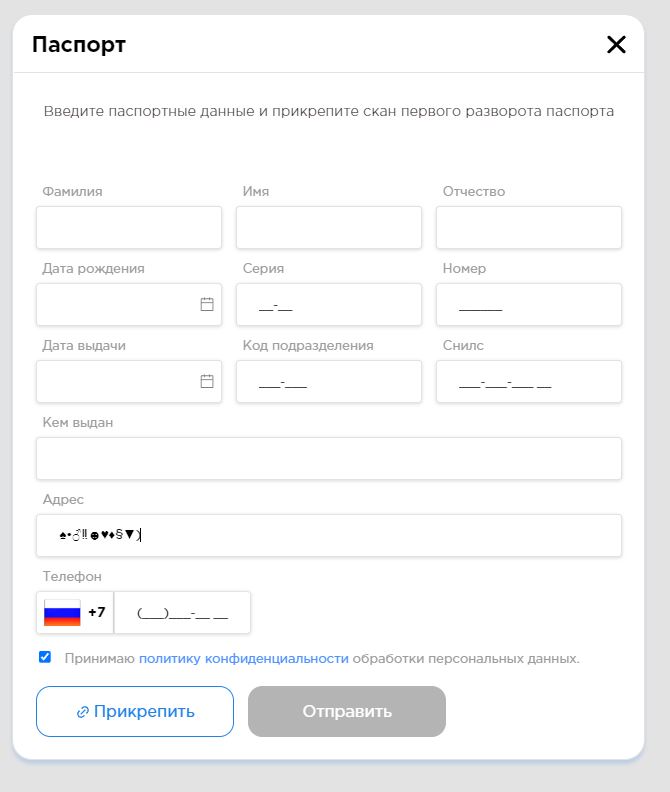 Паспорт
Введите паспортные данные и прикрепите скан первого разворота паспорта
Фамилия Имя Отчество
Дата рождения Серия Номер
__-__ ______
Дата выдачи Код подразделения Снилс
___-___ ___-___-___ __
Кем выдан
Адрес
♠•♂‼☻♥♦§▼)
Телефон
+7 (___)___-__ __
Принимаю политику конфиденциальности обработки персональных данных.
Прикрепить Отправить